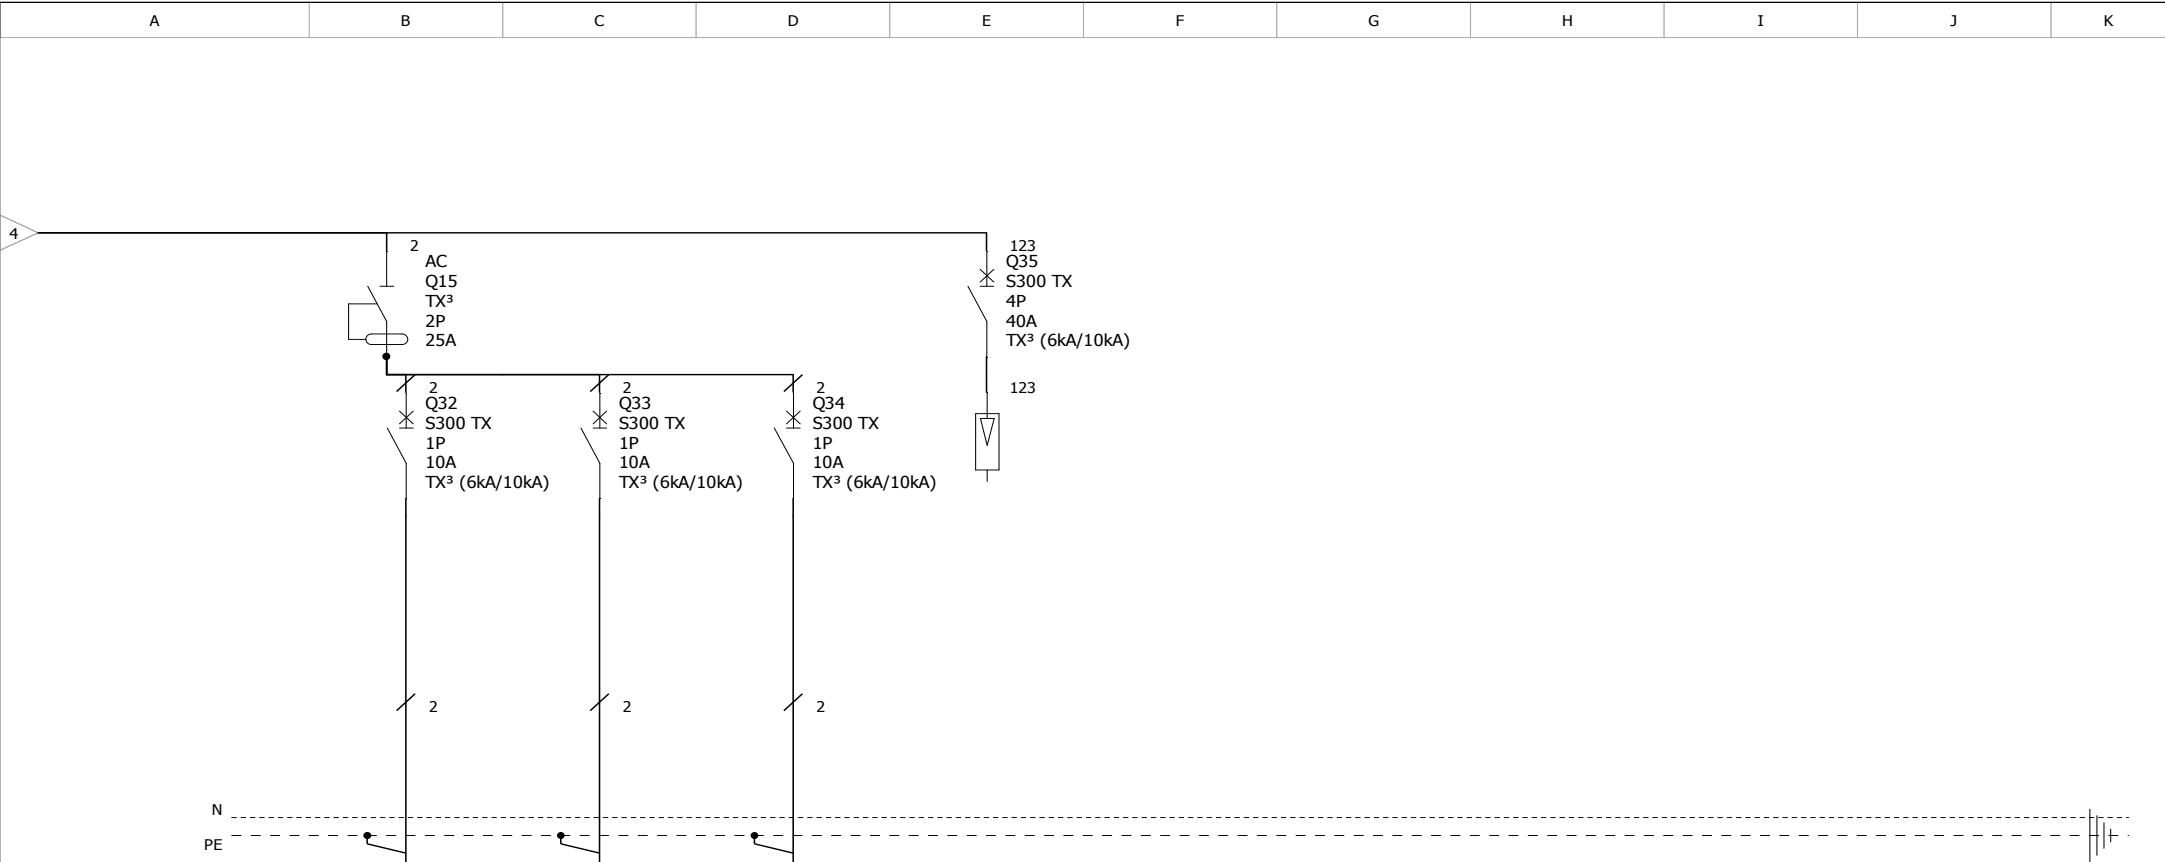 A B C D E F G H I J K
4
2
AC
Q15
TX³
2P
25A
123
Q35
S300 TX
4P
40A
TX³ (6kA/10kA)
2
Q32
S300 TX
1P
10A
TX³ (6kA/10kA)
2
Q33
S300 TX
1P
10A
TX³ (6kA/10kA)
2
Q34
S300 TX
1P
10A
TX³ (6kA/10kA)
123
2
2
2
N
PE